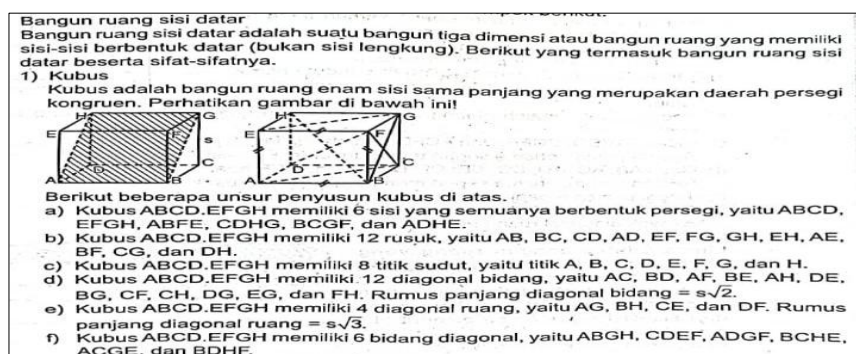 Bangun ruang sisi datar
Bangun ruang sisi datar adalah suatu bangun tiga dimensi atau bangun ruang yang memiliki
sisi-sisi berbentuk datar (bukan sisi lengkung). Berikut yang termasuk bangun ruang sisi
datar beserta sifat-sifatnya.
1) Kubus
Kubus adalah bangun ruang enam sisi sama panjang yang merupakan daerah persegi
kongruen. Perhatikan gambar di bawah ini!
H G H G
E F E F
s
D C D C
A B A B
Berikut beberapa unsur penyusun kubus di atas.
a) Kubus ABCD.EFGH memiliki 6 sisi yang semuanya berbentuk persegi, yaitu ABCD,
EFGH, ABFE, CDHG, BCGF, dan ADHE.
b) Kubus ABCD.EFGH memiliki 12 rusuk, yaitu AB, BC, CD, AD, EF, FG, GH, EH, AE,
BF, CG, dan DH.
c) Kubus ABCD.EFGH memiliki 8 titik sudut, yaitu titik A, B, C, D, E, F, G, dan H.
d) Kubus ABCD.EFGH memiliki 12 diagonal bidang, yaitu AC, BD, AF, BE, AH, DE,
BG, CF, CH, DG, EG, dan FH. Rumus panjang diagonal bidang = s√2.
e) Kubus ABCD.EFGH memiliki 4 diagonal ruang, yaitu AG, BH, CE, dan DF. Rumus
panjang diagonal ruang = s√3.
f) Kubus ABCD.EFGH memiliki 6 bidang diagonal, yaitu ABGH, CDEF, ADGF, BCHE,
ACGE, dan BDHF.